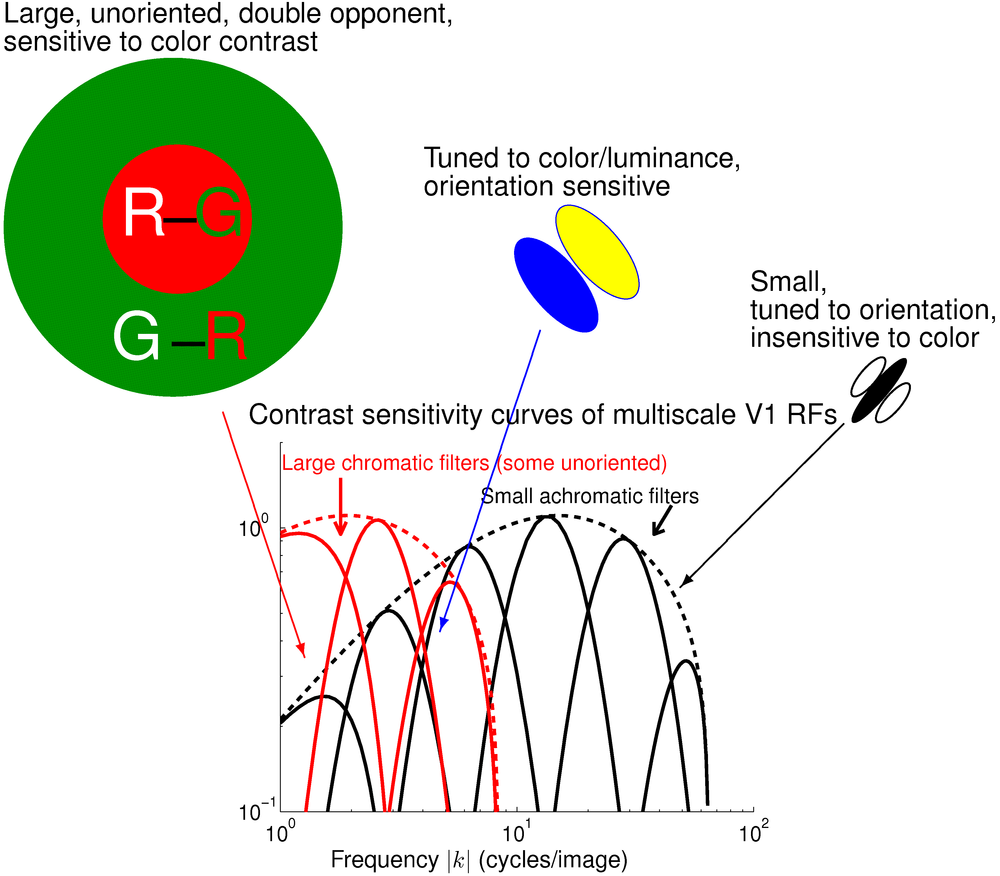 Large, unoriented, double opponent,
sensitive to color contrast
R–G
G–R
Tuned to color/luminance,
orientation sensitive
Small,
tuned to orientation,
insensitive to color
Contrast sensitivity curves of multiscale V1 RFs
Large chromatic filters (some unoriented)
Small achromatic filters
10^0
10^−1
10^0 10^1 10^2
Frequency |k| (cycles/image)